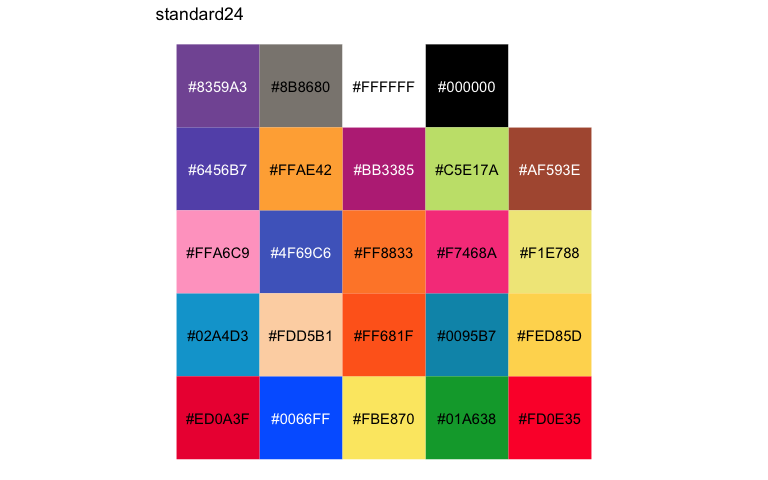 standard24
#8359A3 #8B8680 #FFFFFF #000000
#6456B7 #FFAE42 #BB3385 #C5E17A #AF593E
#FFA6C9 #4F69C6 #FF8833 #F7468A #F1E788
#02A4D3 #FDD5B1 #FF681F #0095B7 #FED85D
#ED0A3F #0066FF #FBE870 #01A638 #FD0E35